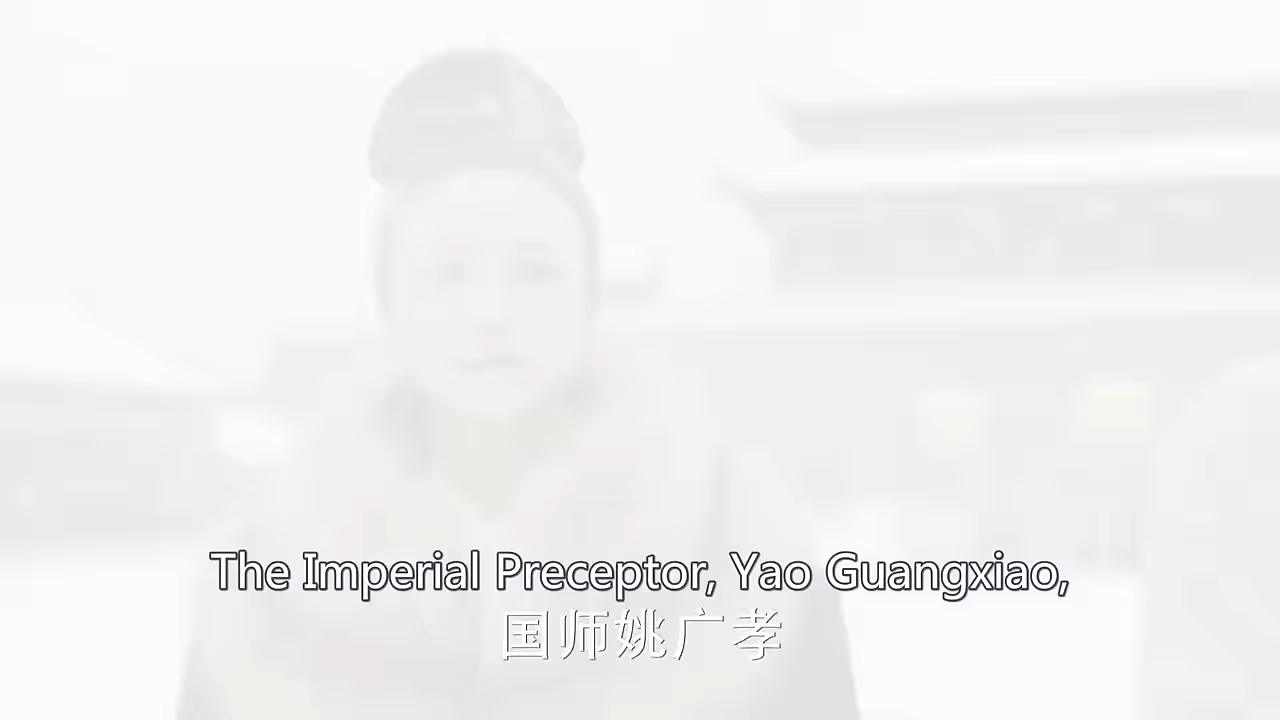 The Imperial Preceptor, Yao Guangxiao,
国师姚广孝